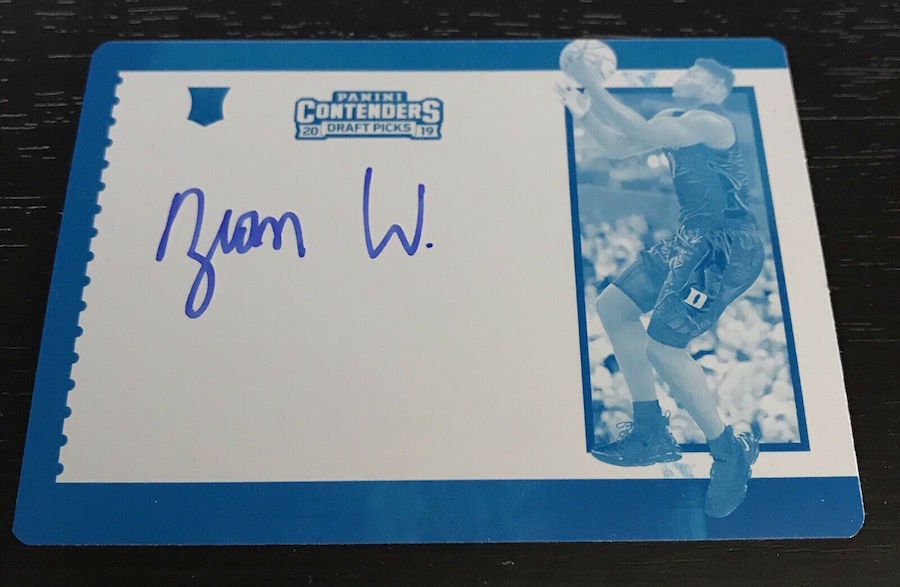 PANINI
CONTENDERS
20 DRAFT PICKS 19
Zion W.
D